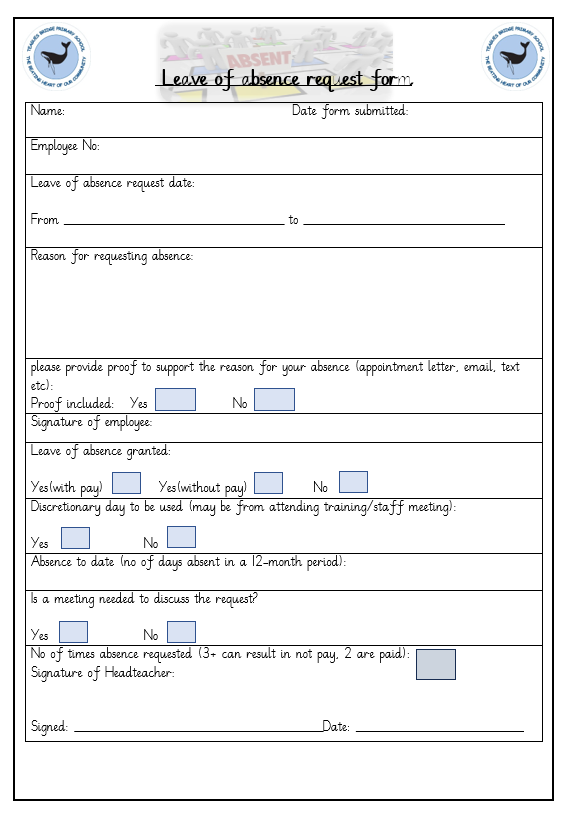 TEAGUES BRIDGE PRIMARY SCHOOL
THE BEATING HEART OF OUR COMMUNITY
ABSENT
Leave of absence request form.
TEAGUES BRIDGE PRIMARY SCHOOL
THE BEATING HEART OF OUR COMMUNITY
Name: Date form submitted:
Employee No:
Leave of absence request date:
From to
Reason for requesting absence:
please provide proof to support the reason for your absence (appointment letter, email, text
etc):
Proof included: Yes No
Signature of employee:
Leave of absence granted:
Yes(with pay) Yes(without pay) No
Discretionary day to be used (may be from attending training/staff meeting):
Yes No
Absence to date (no of days absent in a 12-month period):
Is a meeting needed to discuss the request?
Yes No
No of times absence requested (3+ can result in not pay, 2 are paid):
Signature of Headteacher:
Signed: Date: